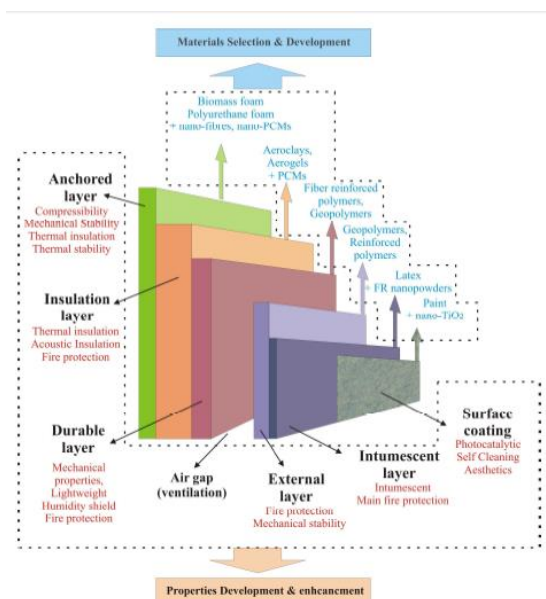 Materials Selection & Development
Biomass foam
Polyurethane foam
+ nano-fibres, nano-PCMs
Aeroclays,
Aerogels
+ PCMs
Fiber reinforced
polymers,
Geopolymers
Geopolymers,
Reinforced
polymers
Latex
+ FR nanopowders
Paint
+ nano-TiO₂
Anchored
layer
Compressibility
Mechanical Stability
Thermal insulation
Thermal stability
Insulation
layer
Thermal insulation
Acoustic Insulation
Fire protection
Durable
layer
Mechanical
properties,
Lightweight
Humidity shield
Fire protection
Air gap
(ventilation)
External
layer
Fire protection
Mechanical stability
Intumescent
layer
Intumescent
Main fire protection
Surfacc
coating
Photocatalytic
Self Cleaning
Aesthetics
Properties Development & enhcancment